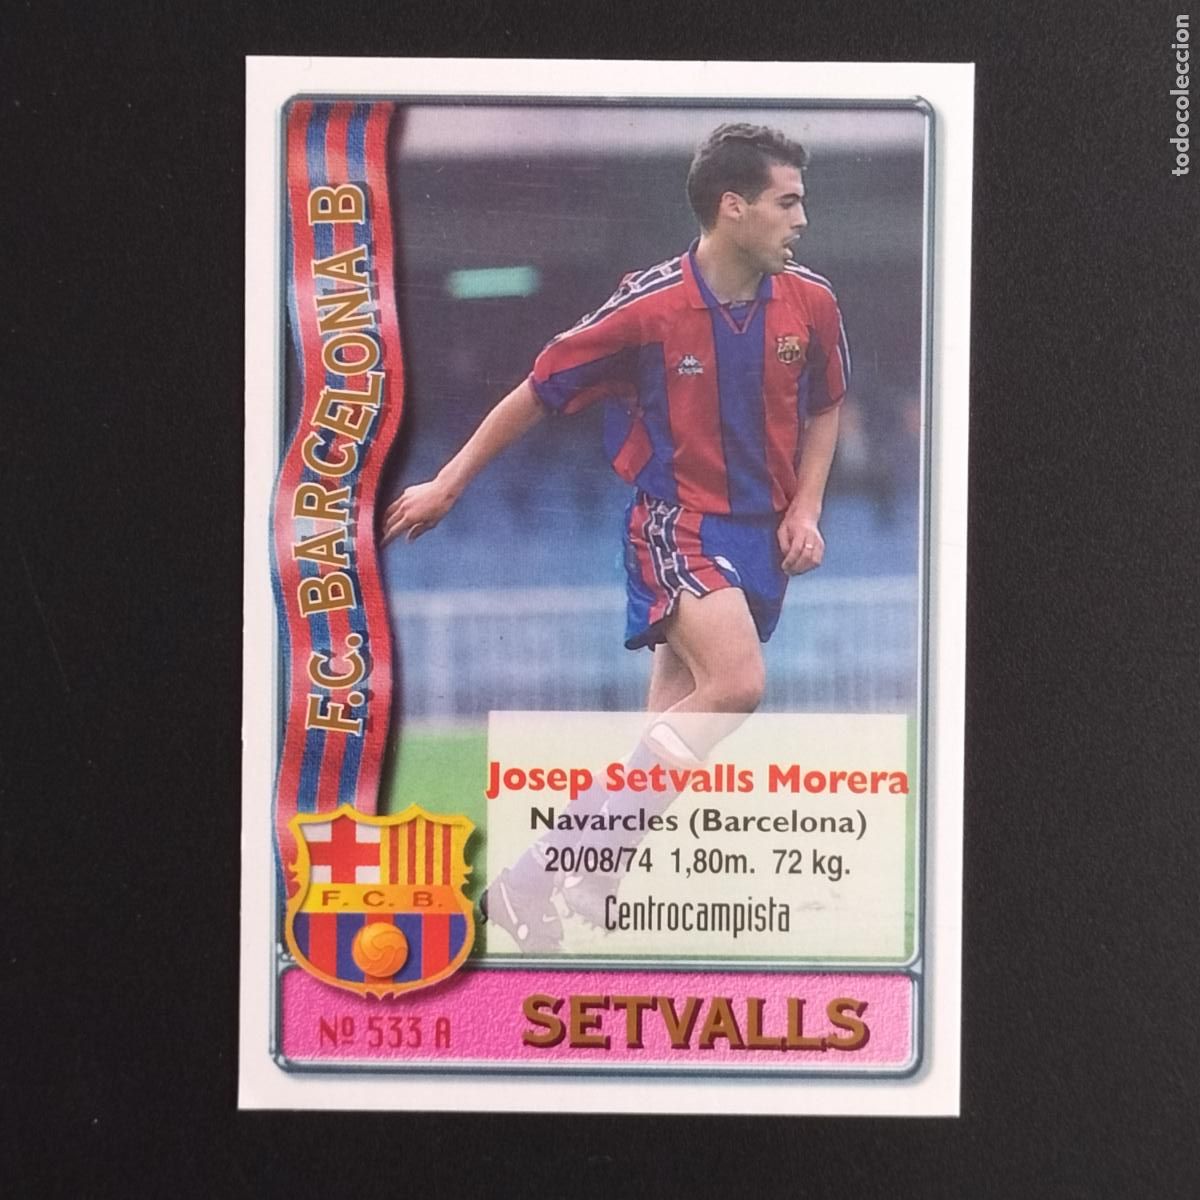 todocoleccion
F.C. BARCELONA B
Josep Setvalls Morera
Navarcles (Barcelona)
20/08/74 1,80m. 72 kg.
Centrocampista
F. C. B.
Nº 533 A
SETVALLS